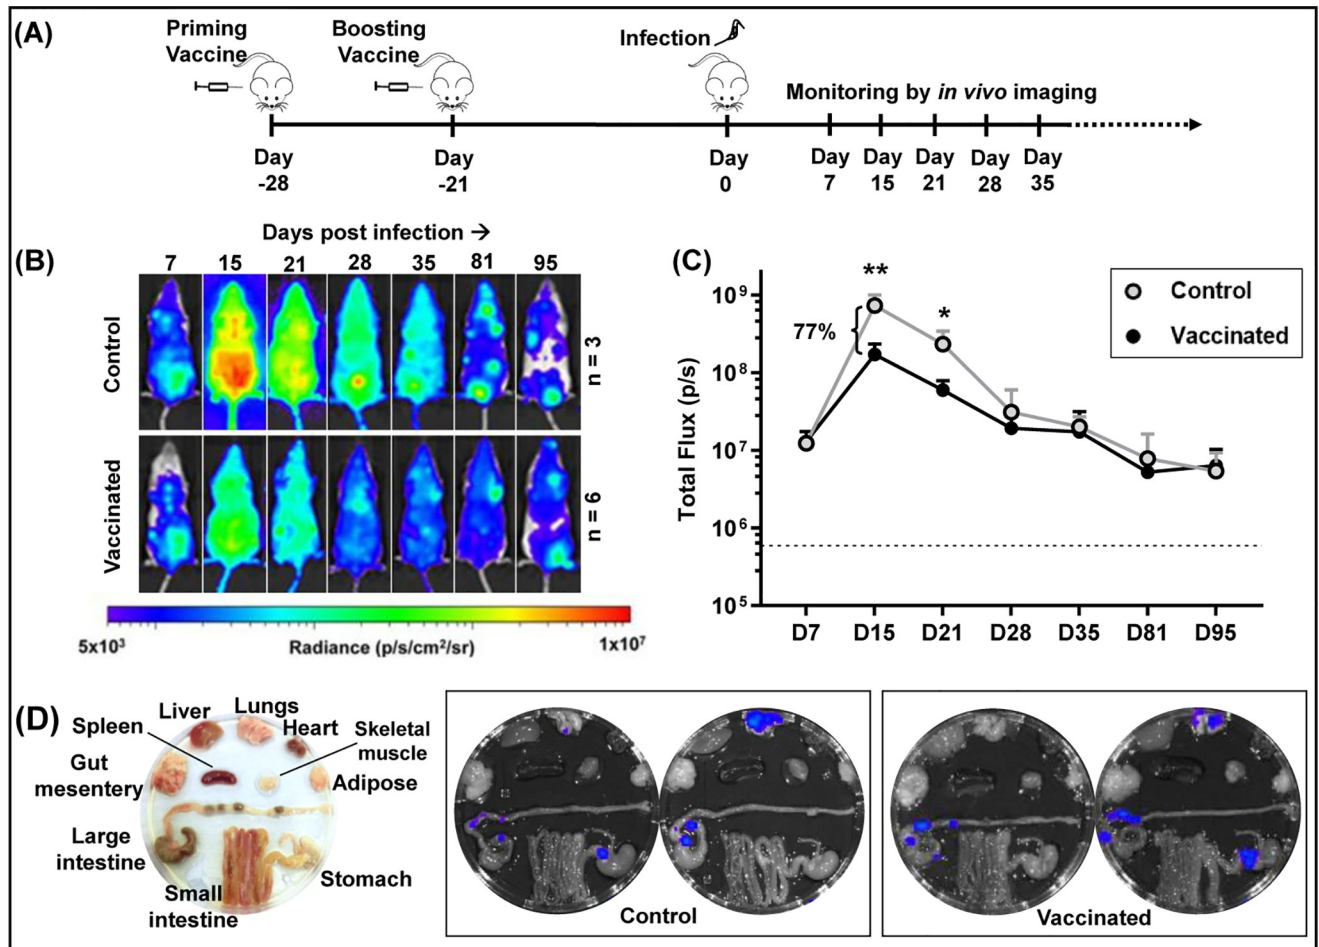 (A)
Priming
Vaccine
Boosting
Vaccine
Infection
Monitoring by in vivo imaging
Day
-28
Day
-21
Day
0
Day
7
Day
15
Day
21
Day
28
Day
35
Days post infection →
(B)
7 15 21 28 35 81 95
Control
n = 3
Vaccinated
n = 6
5x10³
Radiance (p/s/cm²/sr)
1x10⁷
(C)
**
*
77%
Control
Vaccinated
Total Flux (p/s)
10⁹
10⁸
10⁷
10⁶
10⁵
D7 D15 D21 D28 D35 D81 D95
(D)
Liver
Lungs
Spleen
Heart
Skeletal
muscle
Gut
mesentery
Adipose
Large
intestine
Stomach
Small
intestine
Control
Vaccinated